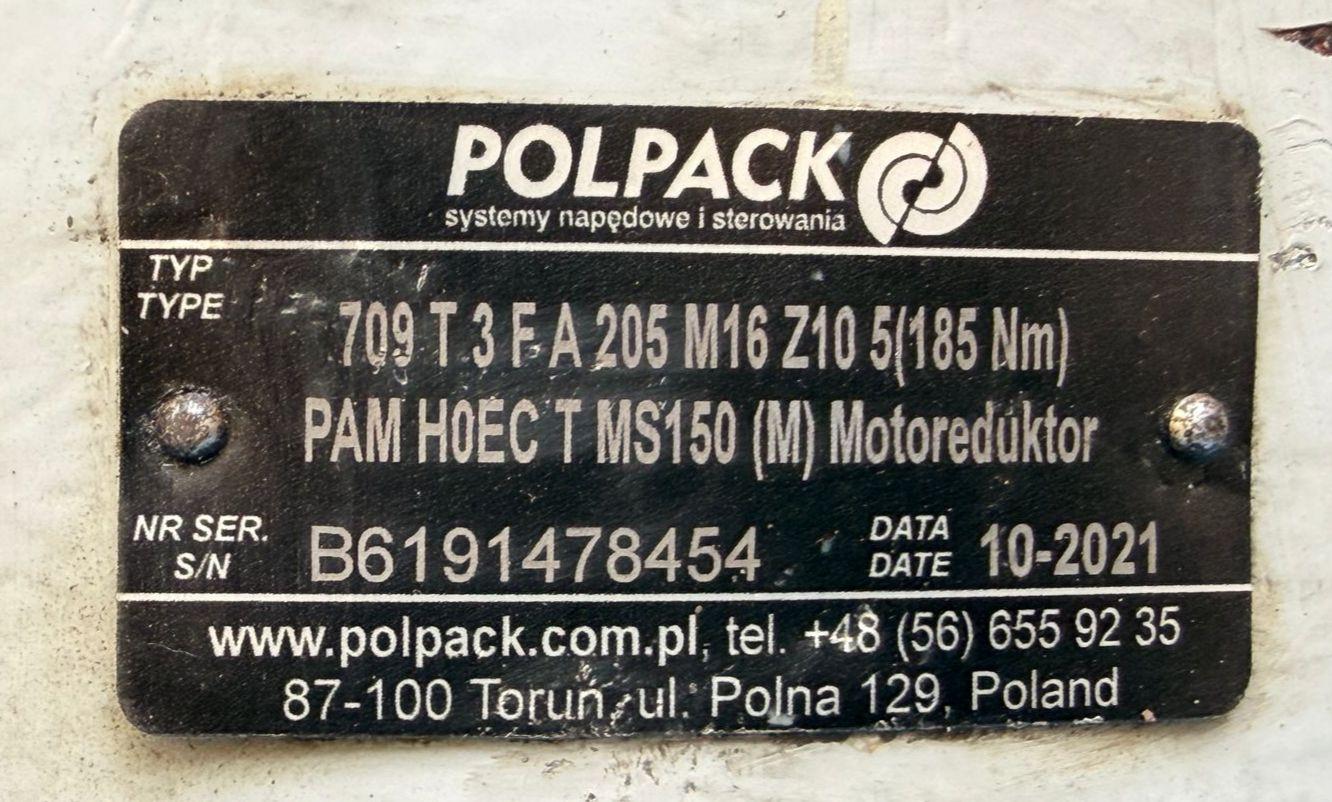 POLPACK
systemy napędowe i sterowania
TYP
TYPE
709 T 3 F A 205 M16 Z10 5(185 Nm)
PAM H0EC T MS150 (M) Motoreduktor
NR SER.
S/N
B6191478454
DATA
DATE
10-2021
www.polpack.com.pl, tel. +48 (56) 655 92 35
87-100 Toruń, ul. Polna 129, Poland